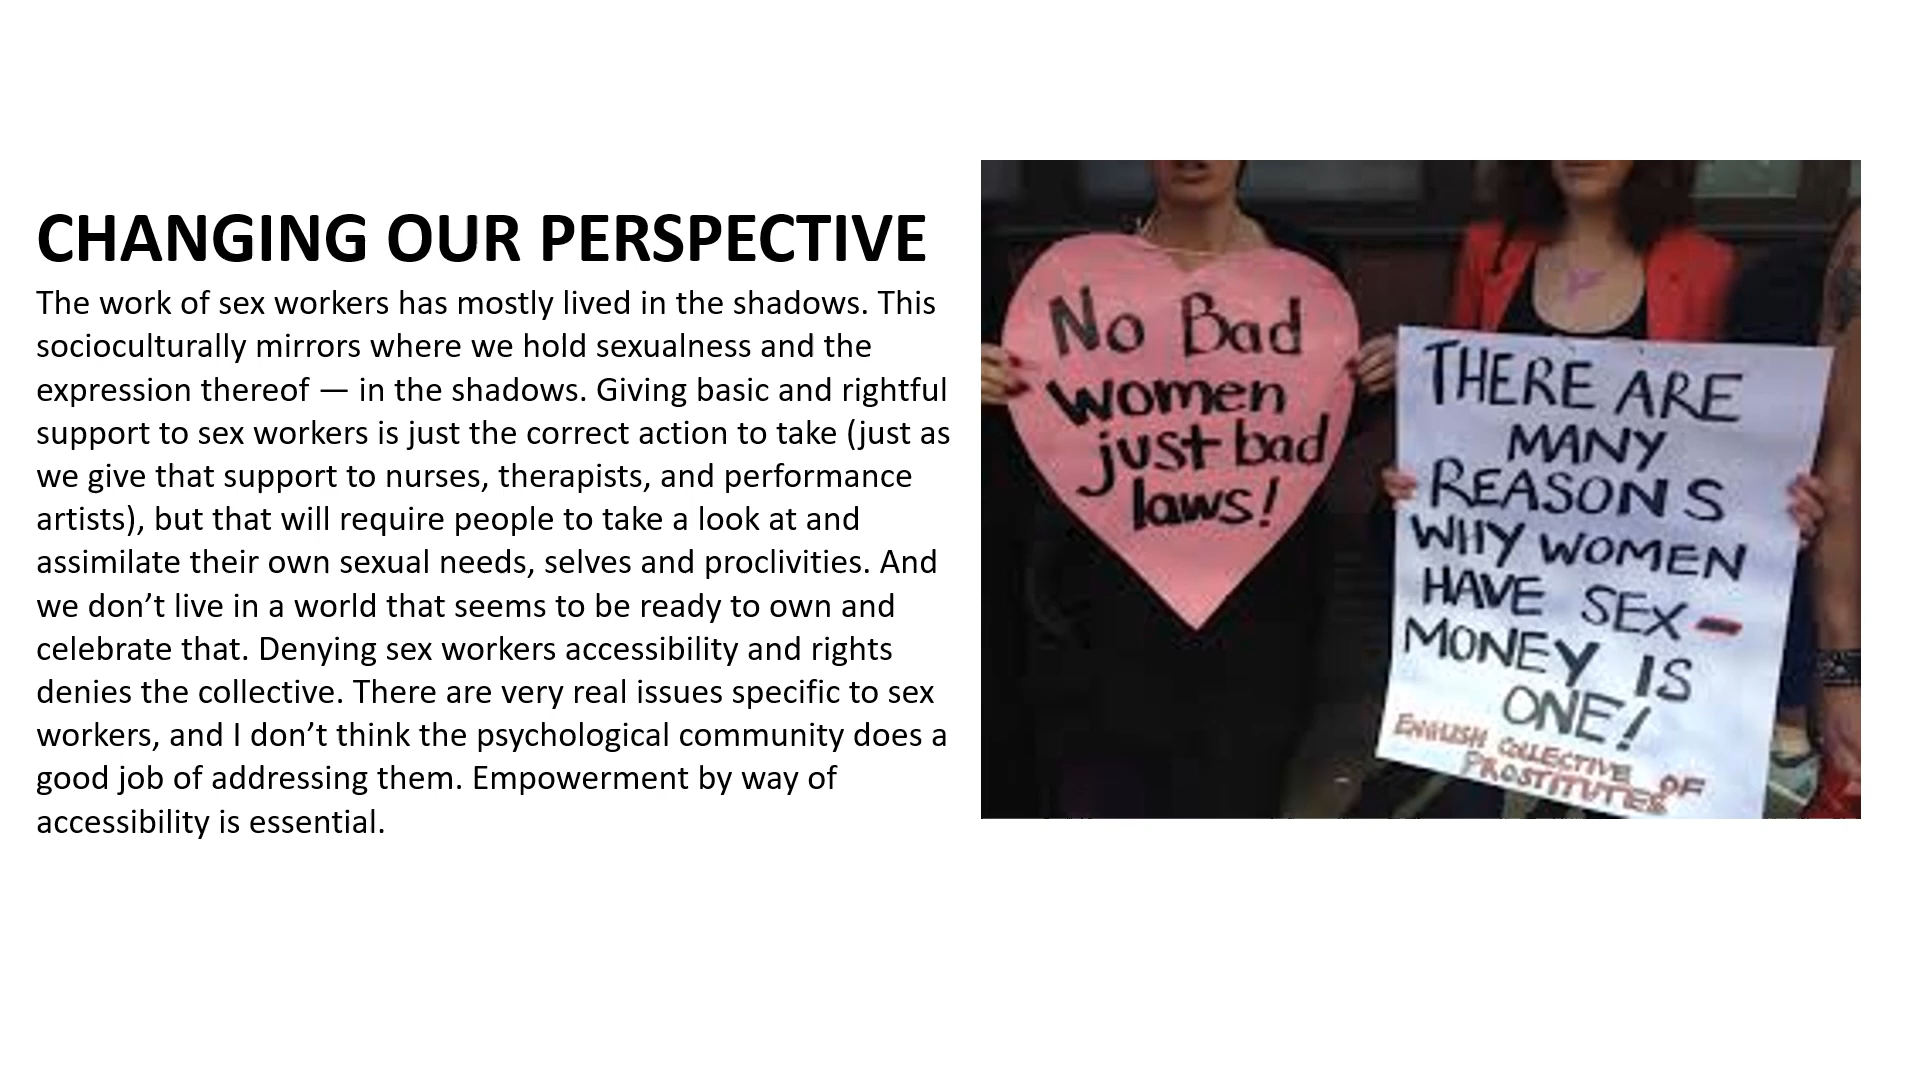 CHANGING OUR PERSPECTIVE
The work of sex workers has mostly lived in the shadows. This
socioculturally mirrors where we hold sexualness and the
expression thereof — in the shadows. Giving basic and rightful
support to sex workers is just the correct action to take (just as
we give that support to nurses, therapists, and performance
artists), but that will require people to take a look at and
assimilate their own sexual needs, selves and proclivities. And
we don’t live in a world that seems to be ready to own and
celebrate that. Denying sex workers accessibility and rights
denies the collective. There are very real issues specific to sex
workers, and I don’t think the psychological community does a
good job of addressing them. Empowerment by way of
accessibility is essential.
No Bad
women
just bad
laws!
THERE ARE
MANY
REASONS
WHY WOMEN
HAVE SEX -
MONEY IS
ONE!
ENGLISH COLLECTIVE OF
PROSTITUTES